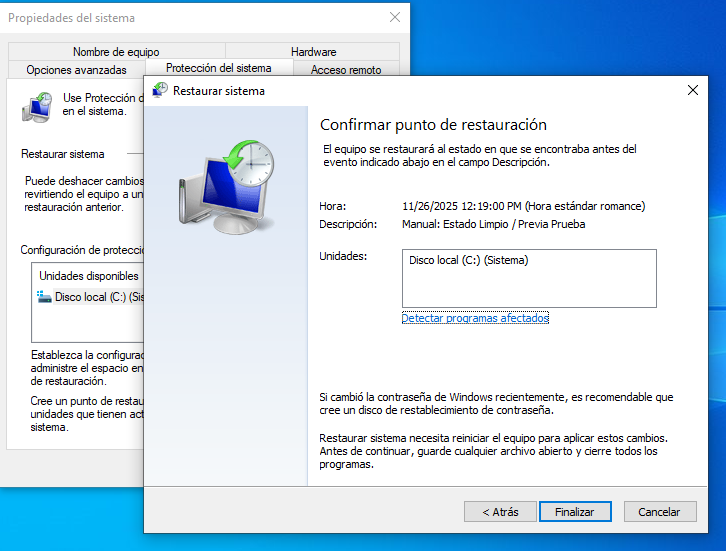 Propiedades del sistema
Nombre de equipo
Hardware
Opciones avanzadas
Protección del sistema
Acceso remoto
Use Protección d
en el sistema.
Restaurar sistema
Puede deshacer cambios
revirtiendo el equipo a un
restauración anterior.
Configuración de protecció
Unidades disponibles
Disco local (C:) (Sis
Establezca la configurac
administre el espacio en
de restauración.
Cree un punto de restau
unidades que tienen act
sistema.
Restaurar sistema
Confirmar punto de restauración
El equipo se restaurará al estado en que se encontraba antes del
evento indicado abajo en el campo Descripción.
Hora: 11/26/2025 12:19:00 PM (Hora estándar romance)
Descripción: Manual: Estado Limpio / Previa Prueba
Unidades: Disco local (C:) (Sistema)
Detectar programas afectados
Si cambió la contraseña de Windows recientemente, es recomendable que
cree un disco de restablecimiento de contraseña.
Restaurar sistema necesita reiniciar el equipo para aplicar estos cambios.
Antes de continuar, guarde cualquier archivo abierto y cierre todos los
programas.
< Atrás
Finalizar
Cancelar